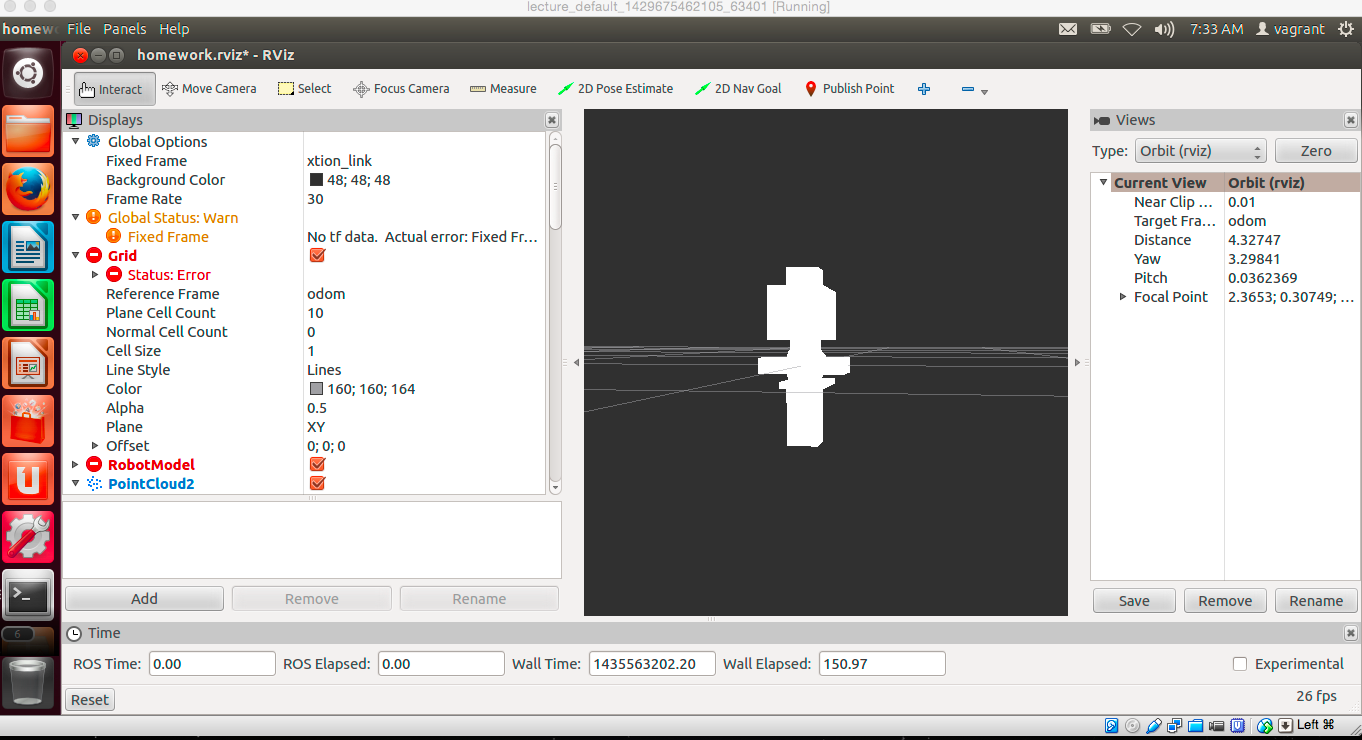 lecture_default_1429675462105_63401 [Running]
homew File Panels Help 7:33 AM vagrant
homework.rviz* - RViz
Interact Move Camera Select Focus Camera Measure 2D Pose Estimate 2D Nav Goal Publish Point
Displays
Global Options
Fixed Frame xtion_link
Background Color 48; 48; 48
Frame Rate 30
Global Status: Warn
Fixed Frame No tf data. Actual error: Fixed Fr...
Grid
Status: Error
Reference Frame odom
Plane Cell Count 10
Normal Cell Count 0
Cell Size 1
Line Style Lines
Color 160; 160; 164
Alpha 0.5
Plane XY
Offset 0; 0; 0
RobotModel
PointCloud2
Add Remove Rename
Views
Type: Orbit (rviz) Zero
Current View Orbit (rviz)
Near Clip ... 0.01
Target Fra... odom
Distance 4.32747
Yaw 3.29841
Pitch 0.0362369
Focal Point 2.3653; 0.30749; ...
Save Remove Rename
Time
ROS Time: 0.00 ROS Elapsed: 0.00 Wall Time: 1435563202.20 Wall Elapsed: 150.97 Experimental
Reset 26 fps
Left ⌘